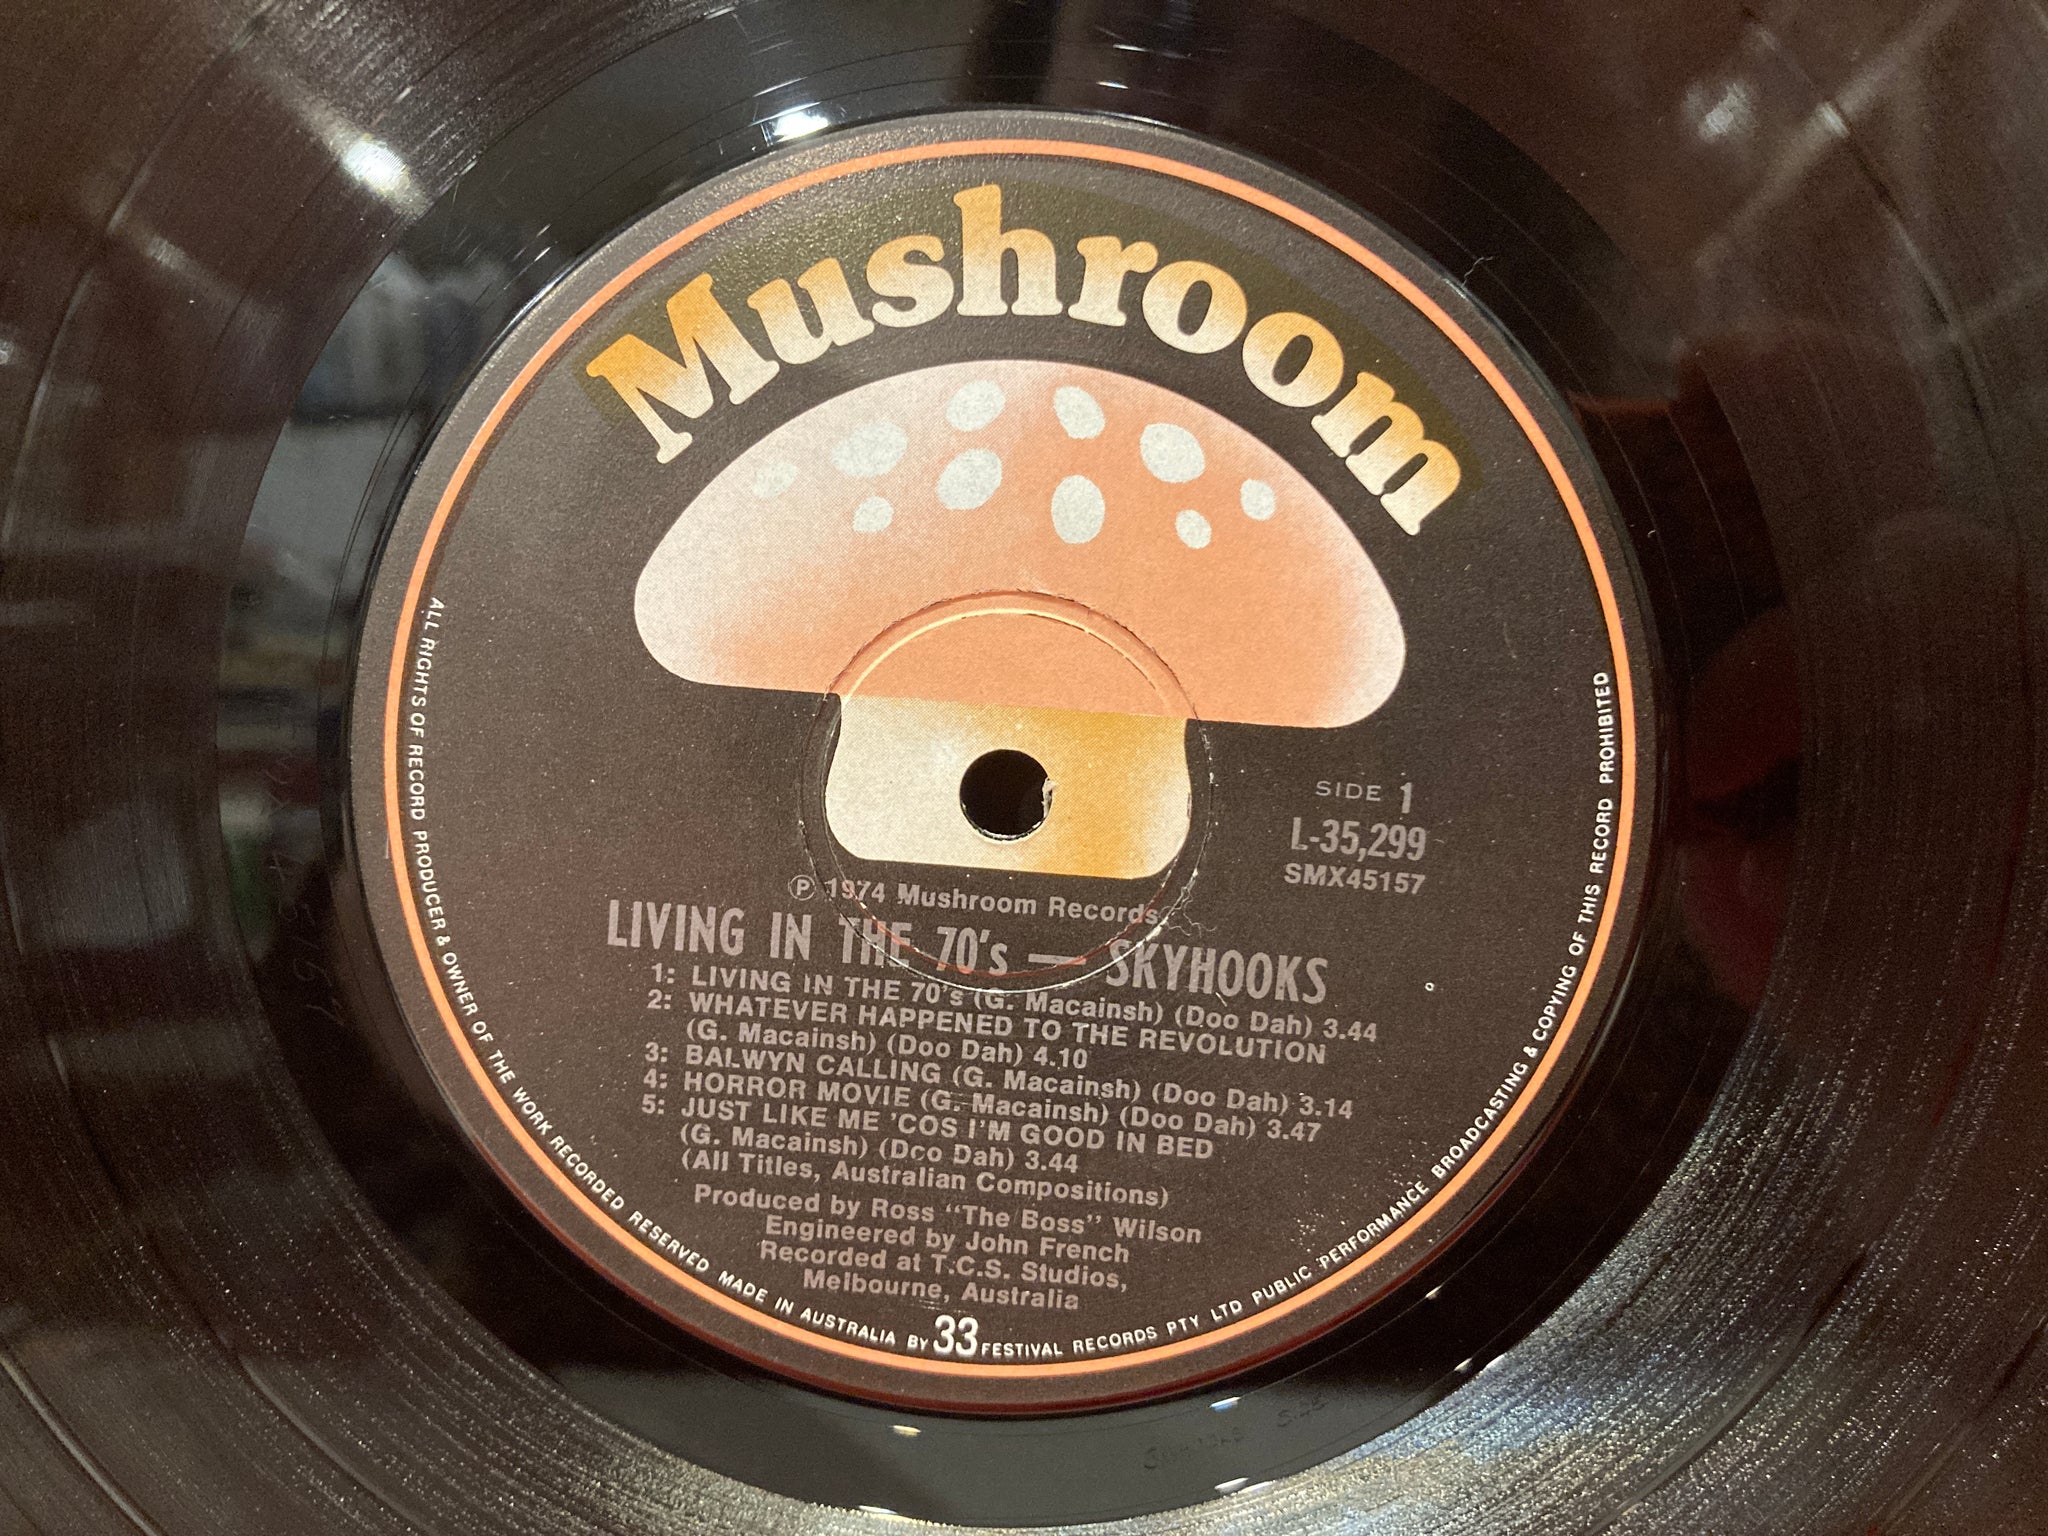 Mushroom
SIDE 1
L-35,299
SMX45157
Ⓟ 1974 Mushroom Records
LIVING IN THE 70's — SKYHOOKS
1: LIVING IN THE 70's (G. Macainsh) (Doo Dah) 3.44
2: WHATEVER HAPPENED TO THE REVOLUTION
(G. Macainsh) (Doo Dah) 4.10
3: BALWYN CALLING (G. Macainsh) (Doo Dah) 3.14
4: HORROR MOVIE (G. Macainsh) (Doo Dah) 3.47
5: JUST LIKE ME 'COS I'M GOOD IN BED
(G. Macainsh) (Doo Dah) 3.44
(All Titles, Australian Compositions)
Produced by Ross "The Boss" Wilson
Engineered by John French
Recorded at T.C.S. Studios,
Melbourne, Australia
ALL RIGHTS OF RECORD PRODUCER & OWNER OF THE WORK RECORDED RESERVED MADE IN AUSTRALIA BY 33 FESTIVAL RECORDS PTY LTD PUBLIC PERFORMANCE BROADCASTING & COPYING OF THIS RECORD PROHIBITED